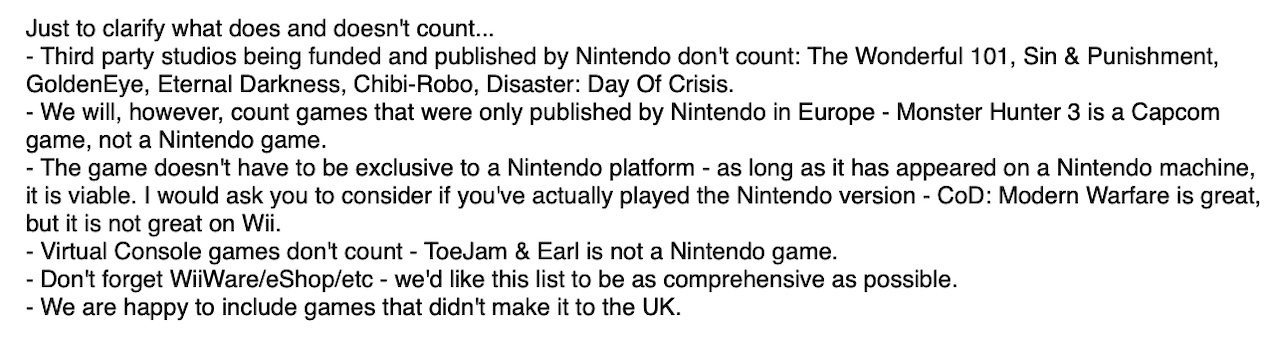 Just to clarify what does and doesn't count...
- Third party studios being funded and published by Nintendo don't count: The Wonderful 101, Sin & Punishment,
GoldenEye, Eternal Darkness, Chibi-Robo, Disaster: Day Of Crisis.
- We will, however, count games that were only published by Nintendo in Europe - Monster Hunter 3 is a Capcom
game, not a Nintendo game.
- The game doesn't have to be exclusive to a Nintendo platform - as long as it has appeared on a Nintendo machine,
it is viable. I would ask you to consider if you've actually played the Nintendo version - CoD: Modern Warfare is great,
but it is not great on Wii.
- Virtual Console games don't count - ToeJam & Earl is not a Nintendo game.
- Don't forget WiiWare/eShop/etc - we'd like this list to be as comprehensive as possible.
- We are happy to include games that didn't make it to the UK.